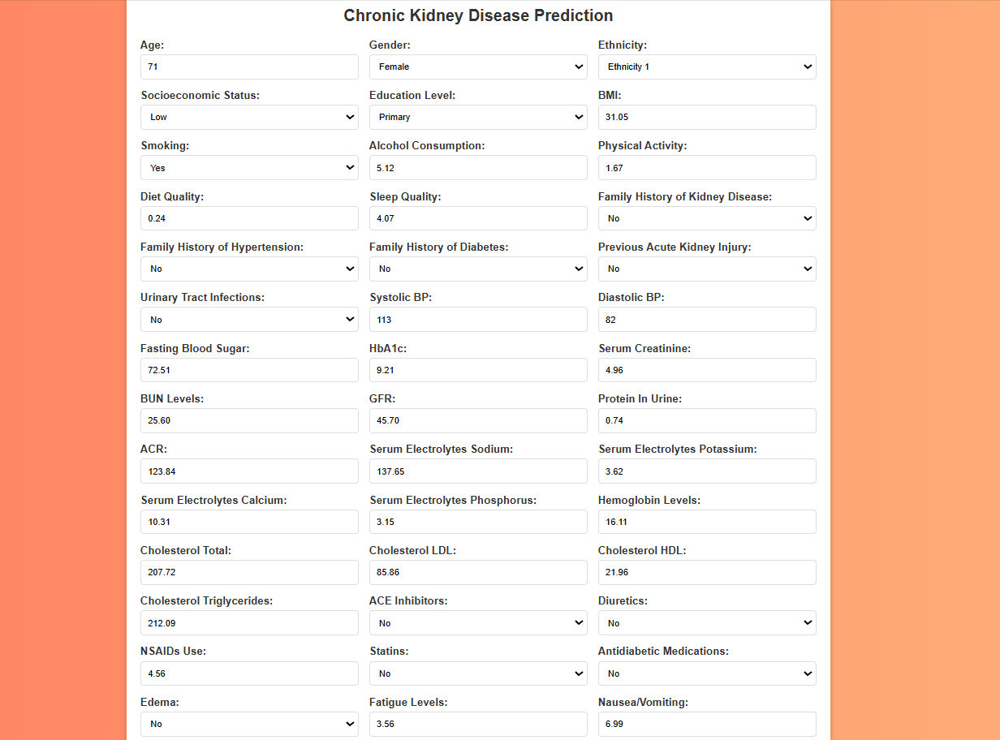 Chronic Kidney Disease Prediction
Age: Gender: Ethnicity:
71 Female Ethnicity 1
Socioeconomic Status: Education Level: BMI:
Low Primary 31.05
Smoking: Alcohol Consumption: Physical Activity:
Yes 5.12 1.67
Diet Quality: Sleep Quality: Family History of Kidney Disease:
0.24 4.07 No
Family History of Hypertension: Family History of Diabetes: Previous Acute Kidney Injury:
No No No
Urinary Tract Infections: Systolic BP: Diastolic BP:
No 113 82
Fasting Blood Sugar: HbA1c: Serum Creatinine:
72.51 9.21 4.96
BUN Levels: GFR: Protein In Urine:
25.60 45.70 0.74
ACR: Serum Electrolytes Sodium: Serum Electrolytes Potassium:
123.84 137.65 3.62
Serum Electrolytes Calcium: Serum Electrolytes Phosphorus: Hemoglobin Levels:
10.31 3.15 16.11
Cholesterol Total: Cholesterol LDL: Cholesterol HDL:
207.72 85.86 21.96
Cholesterol Triglycerides: ACE Inhibitors: Diuretics:
212.09 No No
NSAIDs Use: Statins: Antidiabetic Medications:
4.56 No No
Edema: Fatigue Levels: Nausea/Vomiting:
No 3.56 6.99